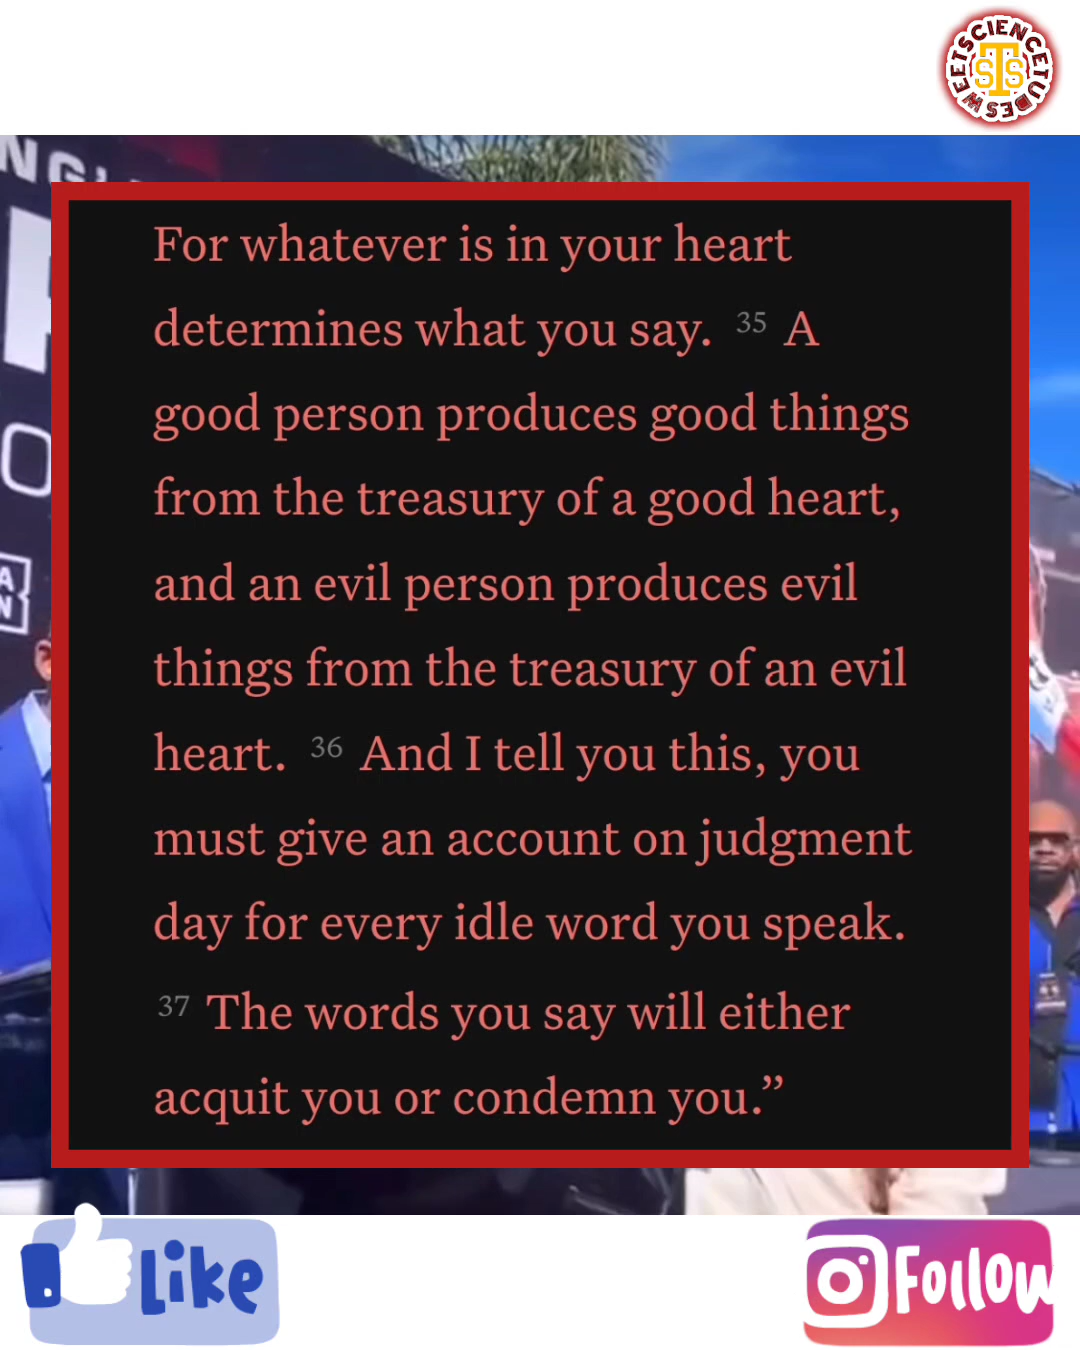 SWEETSCIENCETUDES
STS
For whatever is in your heart
determines what you say. 35 A
good person produces good things
from the treasury of a good heart,
and an evil person produces evil
things from the treasury of an evil
heart. 36 And I tell you this, you
must give an account on judgment
day for every idle word you speak.
37 The words you say will either
acquit you or condemn you.”
Like
Follow